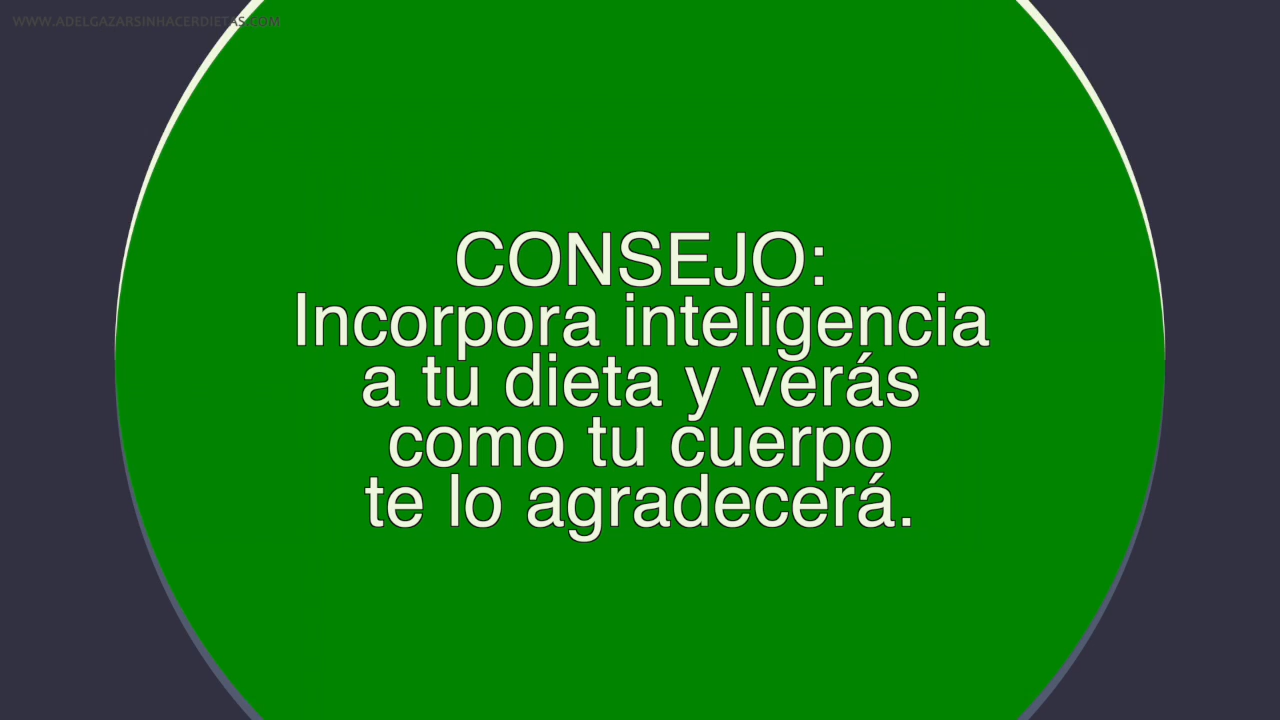 WWW.ADELGAZARSINHACERDIETAS.COM
CONSEJO:
Incorpora inteligencia
a tu dieta y verás
como tu cuerpo
te lo agradecerá.